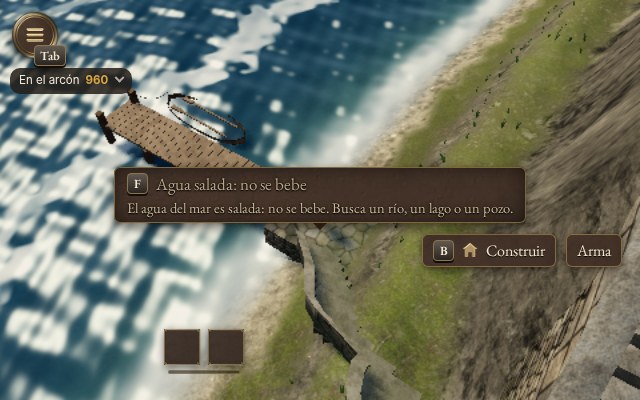 Tab
En el arcón 960
F Agua salada: no se bebe
El agua del mar es salada: no se bebe. Busca un río, un lago o un pozo.
B Construir
Arma